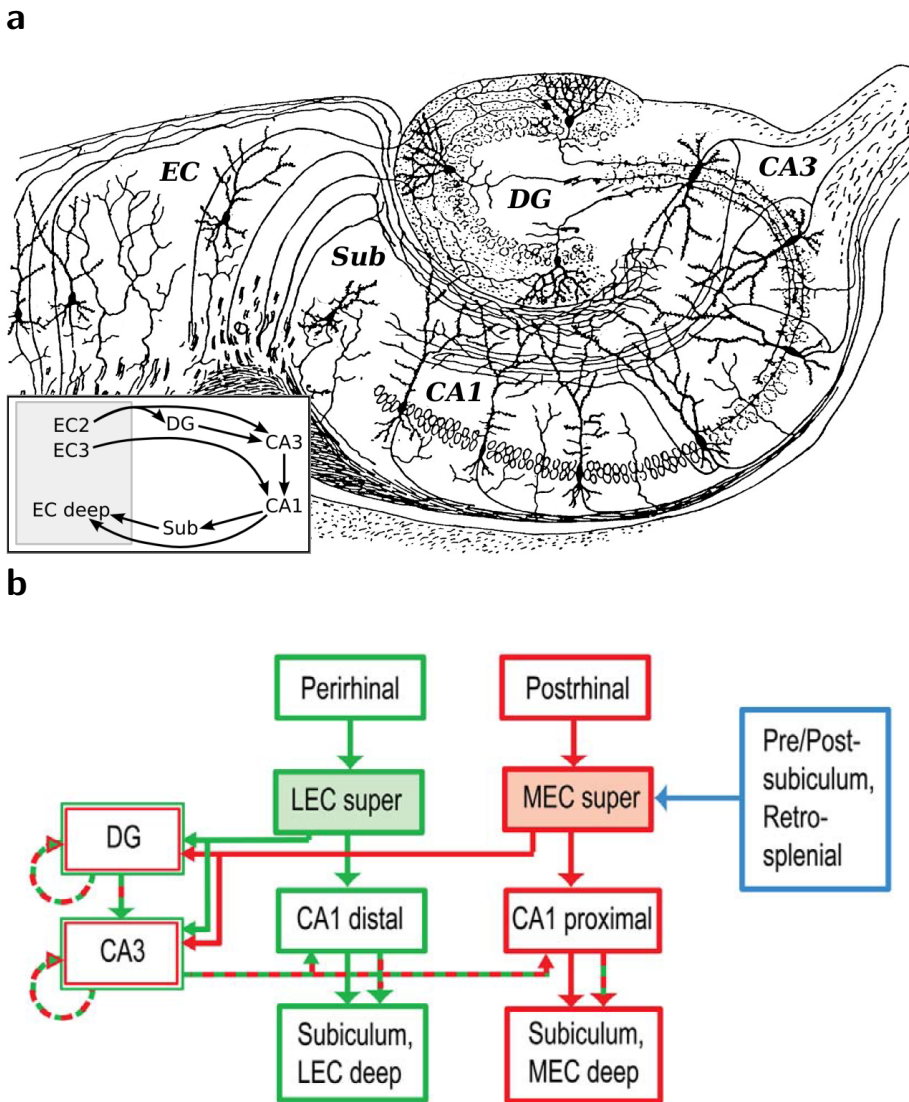 a
EC
DG
CA3
Sub
CA1
EC2
DG
EC3
CA3
EC deep
CA1
Sub
b
Perirhinal
Postrhinal
Pre/Post-
subiculum,
Retro-
splenial
LEC super
MEC super
DG
CA1 distal
CA1 proximal
CA3
Subiculum,
LEC deep
Subiculum,
MEC deep